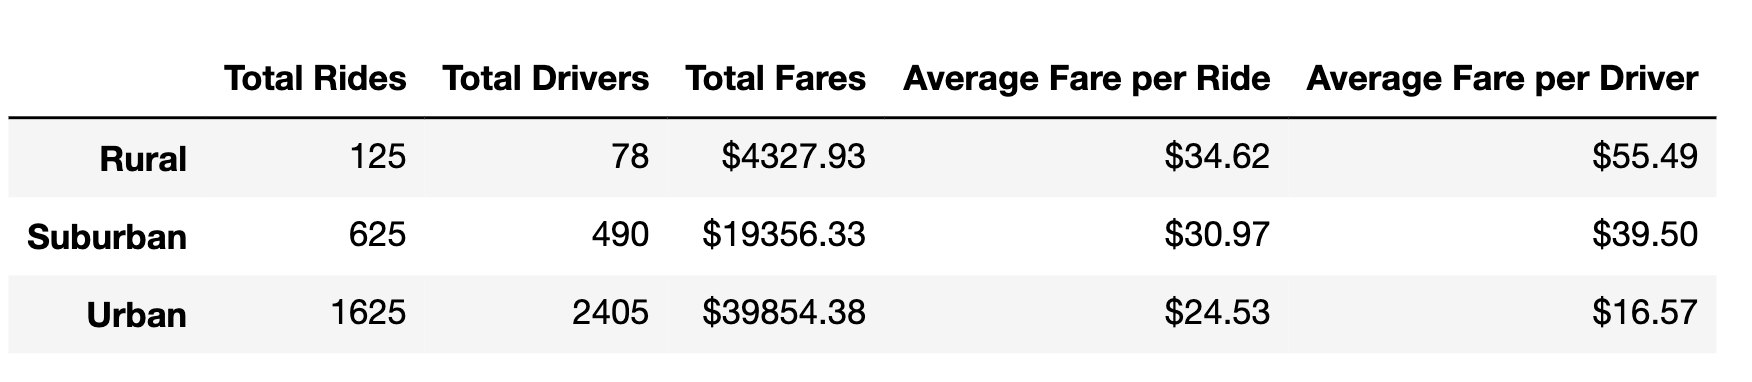 Total Rides Total Drivers Total Fares Average Fare per Ride Average Fare per Driver
Rural 125 78 $4327.93 $34.62 $55.49
Suburban 625 490 $19356.33 $30.97 $39.50
Urban 1625 2405 $39854.38 $24.53 $16.57